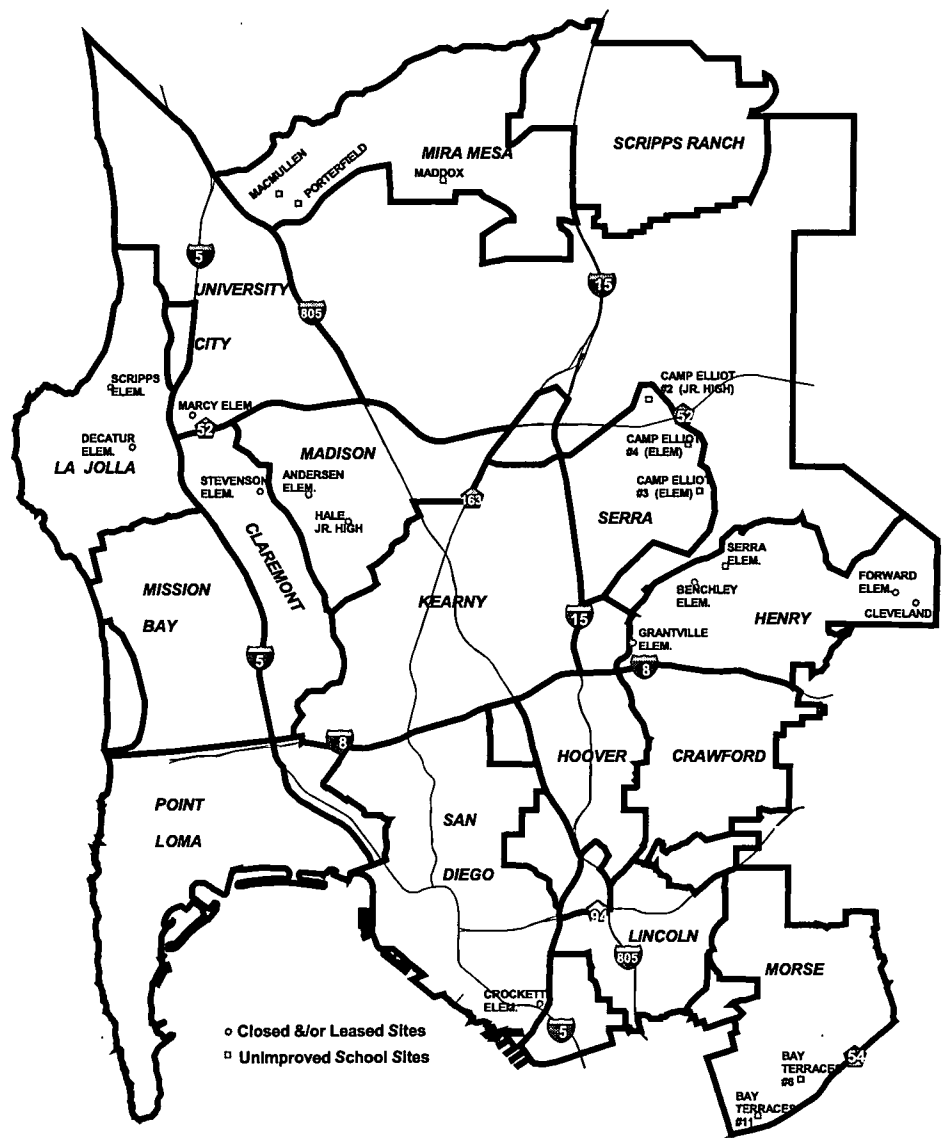 SCRIPPS RANCH
MIRA MESA
MACMULLEN
PORTERFIELD
MADDOX
5
15
UNIVERSITY
805
CITY
SCRIPPS
ELEM.
CAMP ELLIOT
#2 (JR. HIGH)
MARCY ELEM
52
52
DECATUR
ELEM.
LA JOLLA
MADISON
CAMP ELLIOT
#4 (ELEM)
STEVENSON
ELEM.
ANDERSEN
ELEM.
CAMP ELLIOT
#3 (ELEM)
163
HALE
JR. HIGH
SERRA
CLAREMONT
SERRA
ELEM.
MISSION
BAY
KEARNY
BENCHLEY
ELEM.
FORWARD
ELEM.
CLEVELAND
HENRY
15
GRANTVILLE
ELEM.
5
8
8
HOOVER
CRAWFORD
POINT
LOMA
SAN
DIEGO
94
LINCOLN
805
MORSE
CROCKETT
ELEM.
5
Closed &/or Leased Sites
Unimproved School Sites
54
BAY
TERRACES
#6
BAY
TERRACES
#11